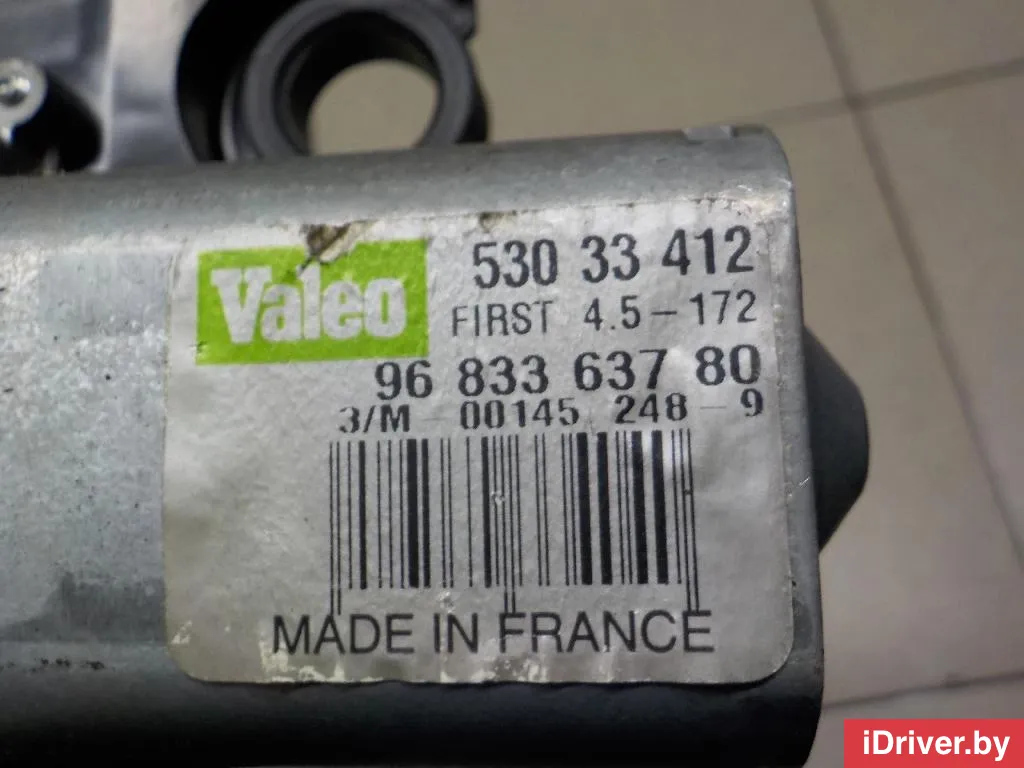 Valeo
530 33 412
FIRST 4.5-172
96 833 637 80
3/M-00145 248-9
MADE IN FRANCE
iDriver.by